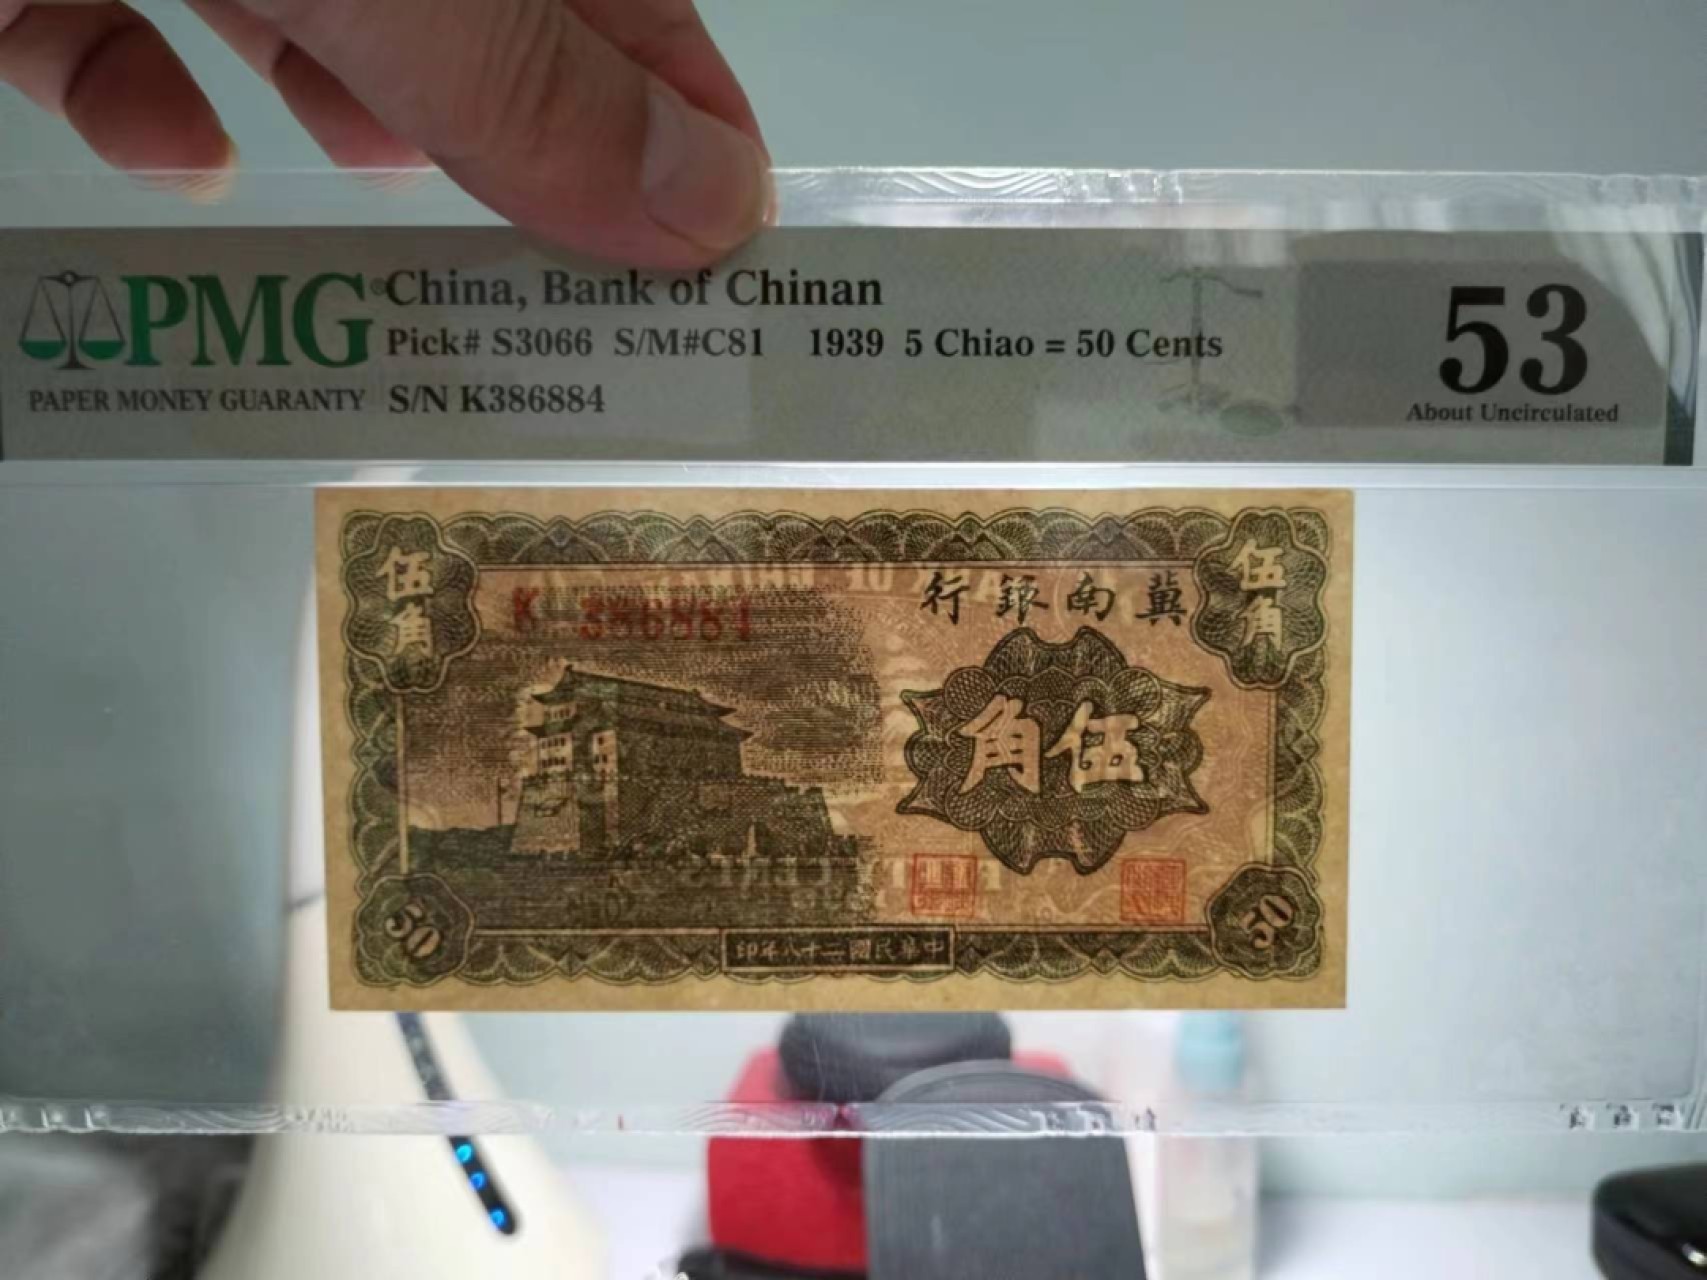 PMG®
PAPER MONEY GUARANTY
China, Bank of Chinan
Pick# S3066 S/M#C81 1939 5 Chiao = 50 Cents
S/N K386884
53
About Uncirculated
伍角
K 386884
行銀南冀
伍角
角伍
50
印年八十二國民華中
50